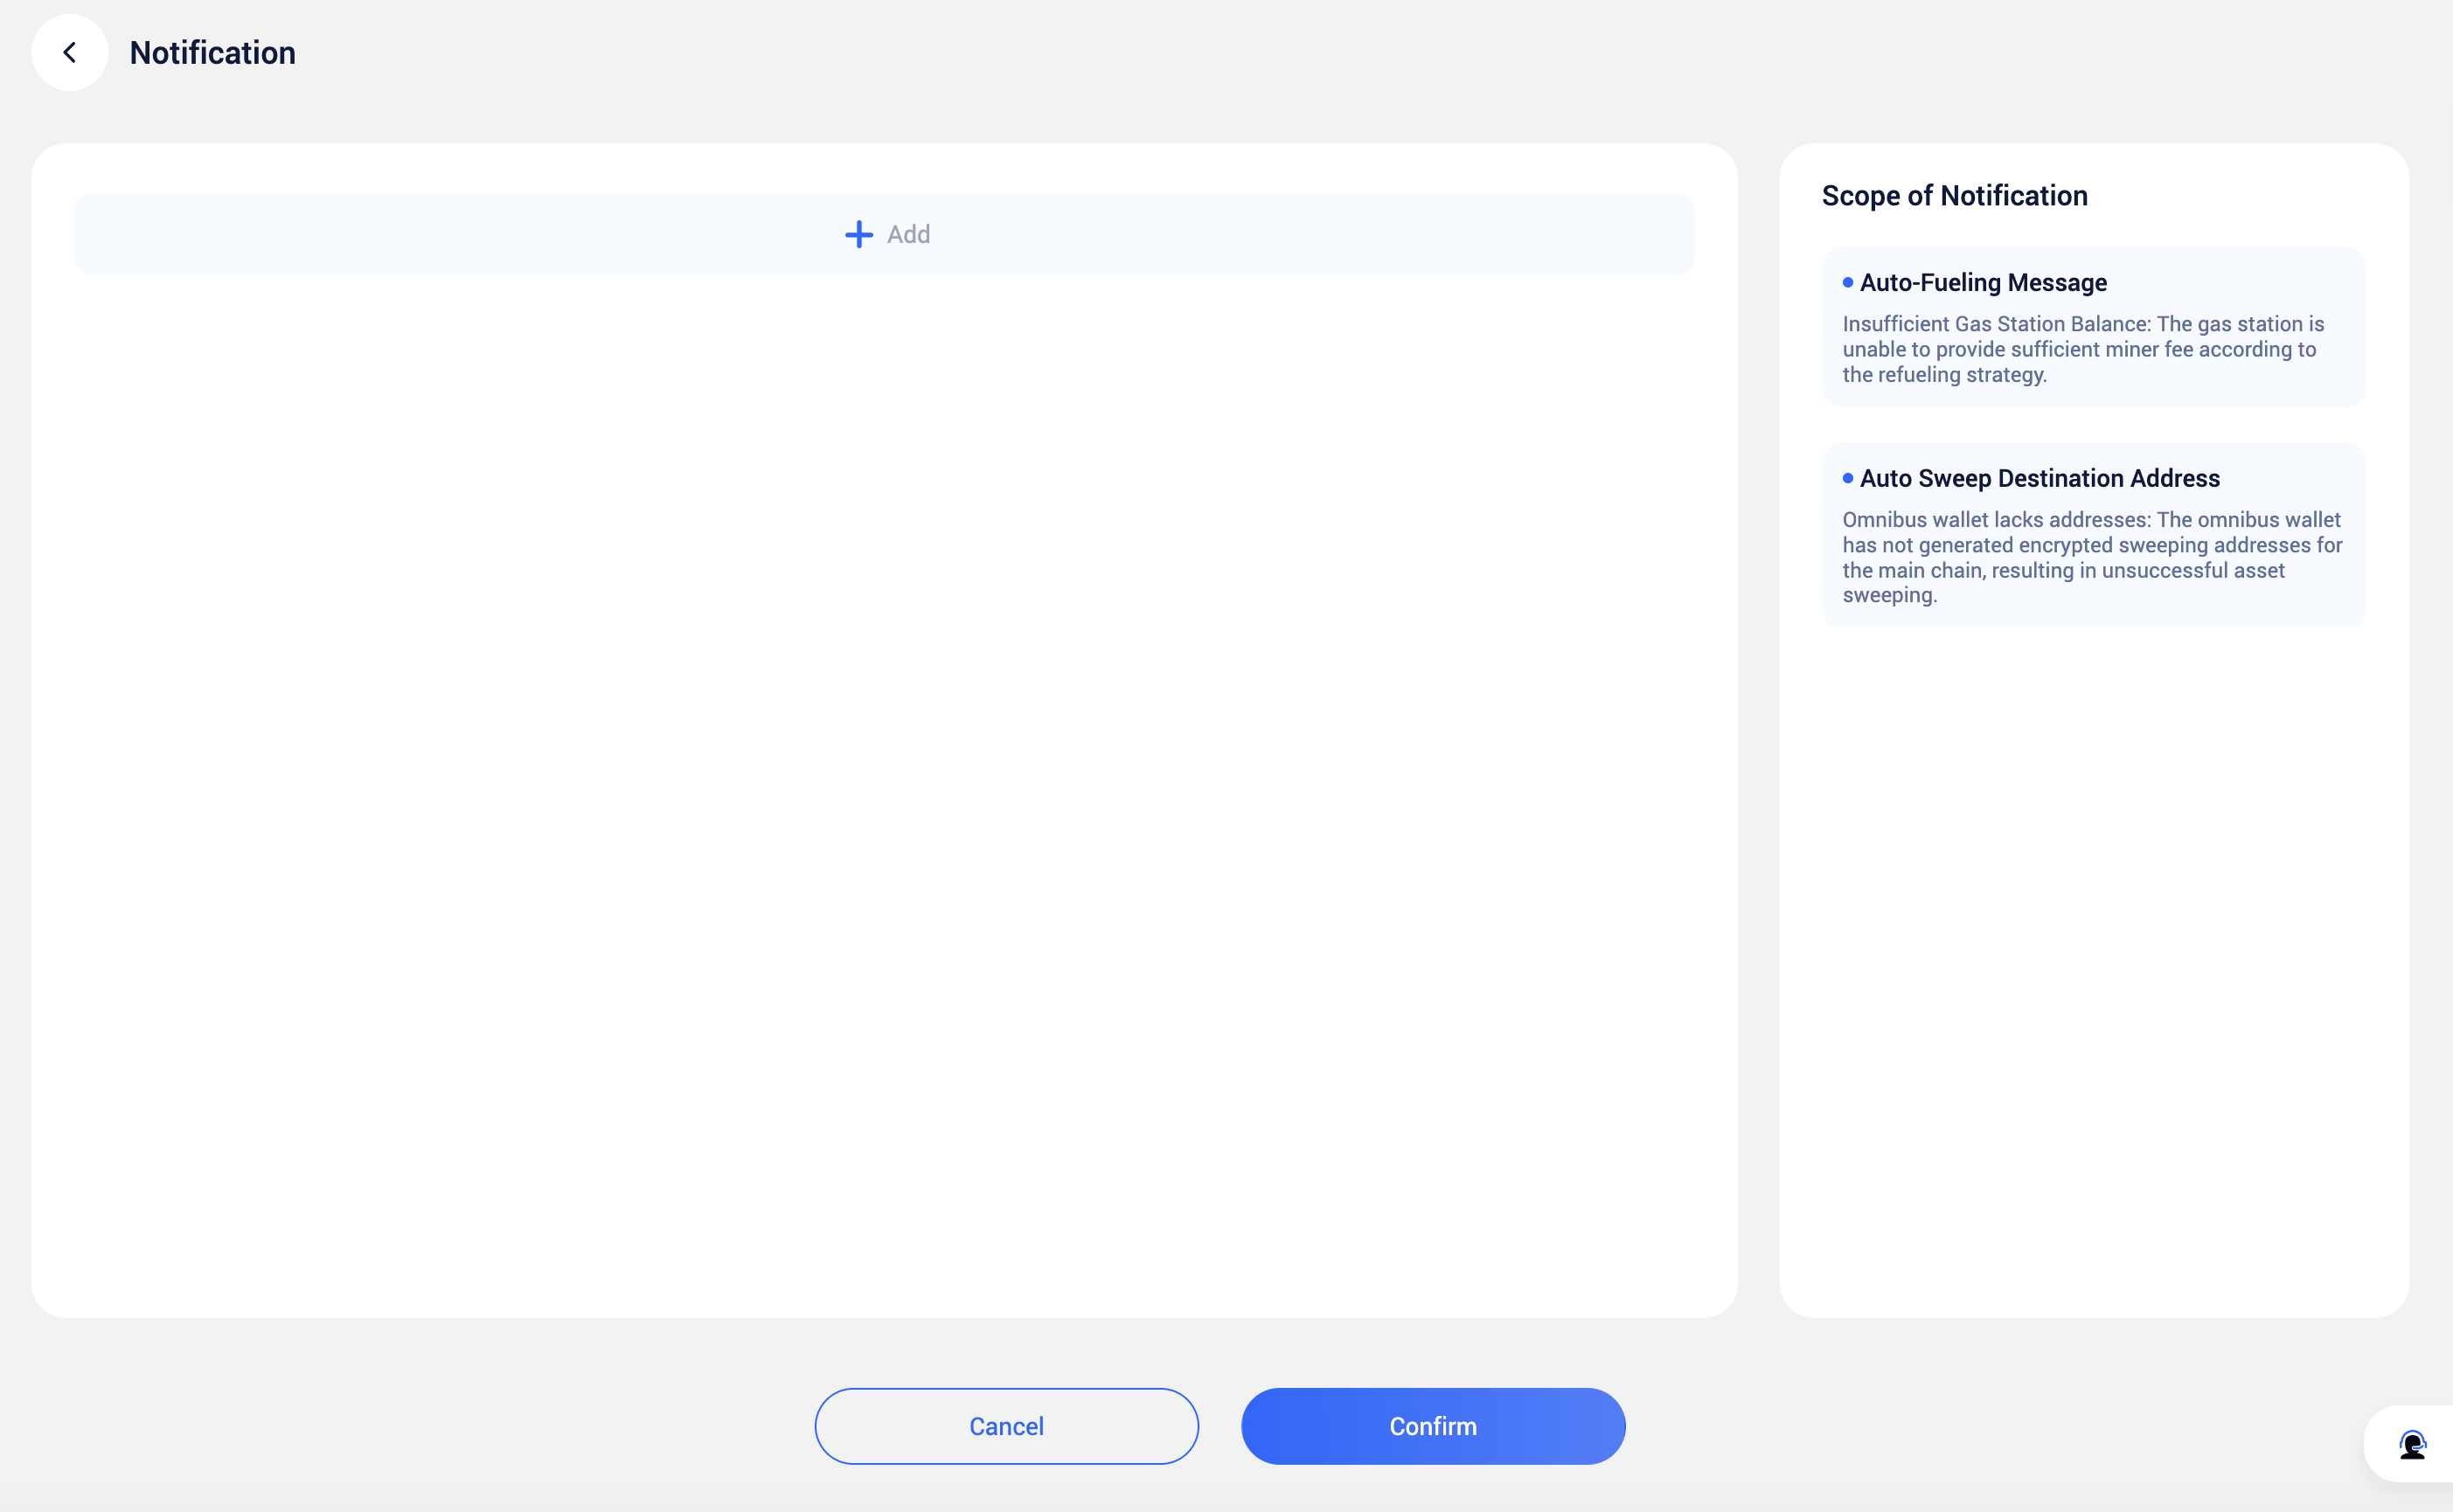 Notification
Add
Scope of Notification
Auto-Fueling Message
Insufficient Gas Station Balance: The gas station is
unable to provide sufficient miner fee according to
the refueling strategy.
Auto Sweep Destination Address
Omnibus wallet lacks addresses: The omnibus wallet
has not generated encrypted sweeping addresses for
the main chain, resulting in unsuccessful asset
sweeping.
Cancel
Confirm